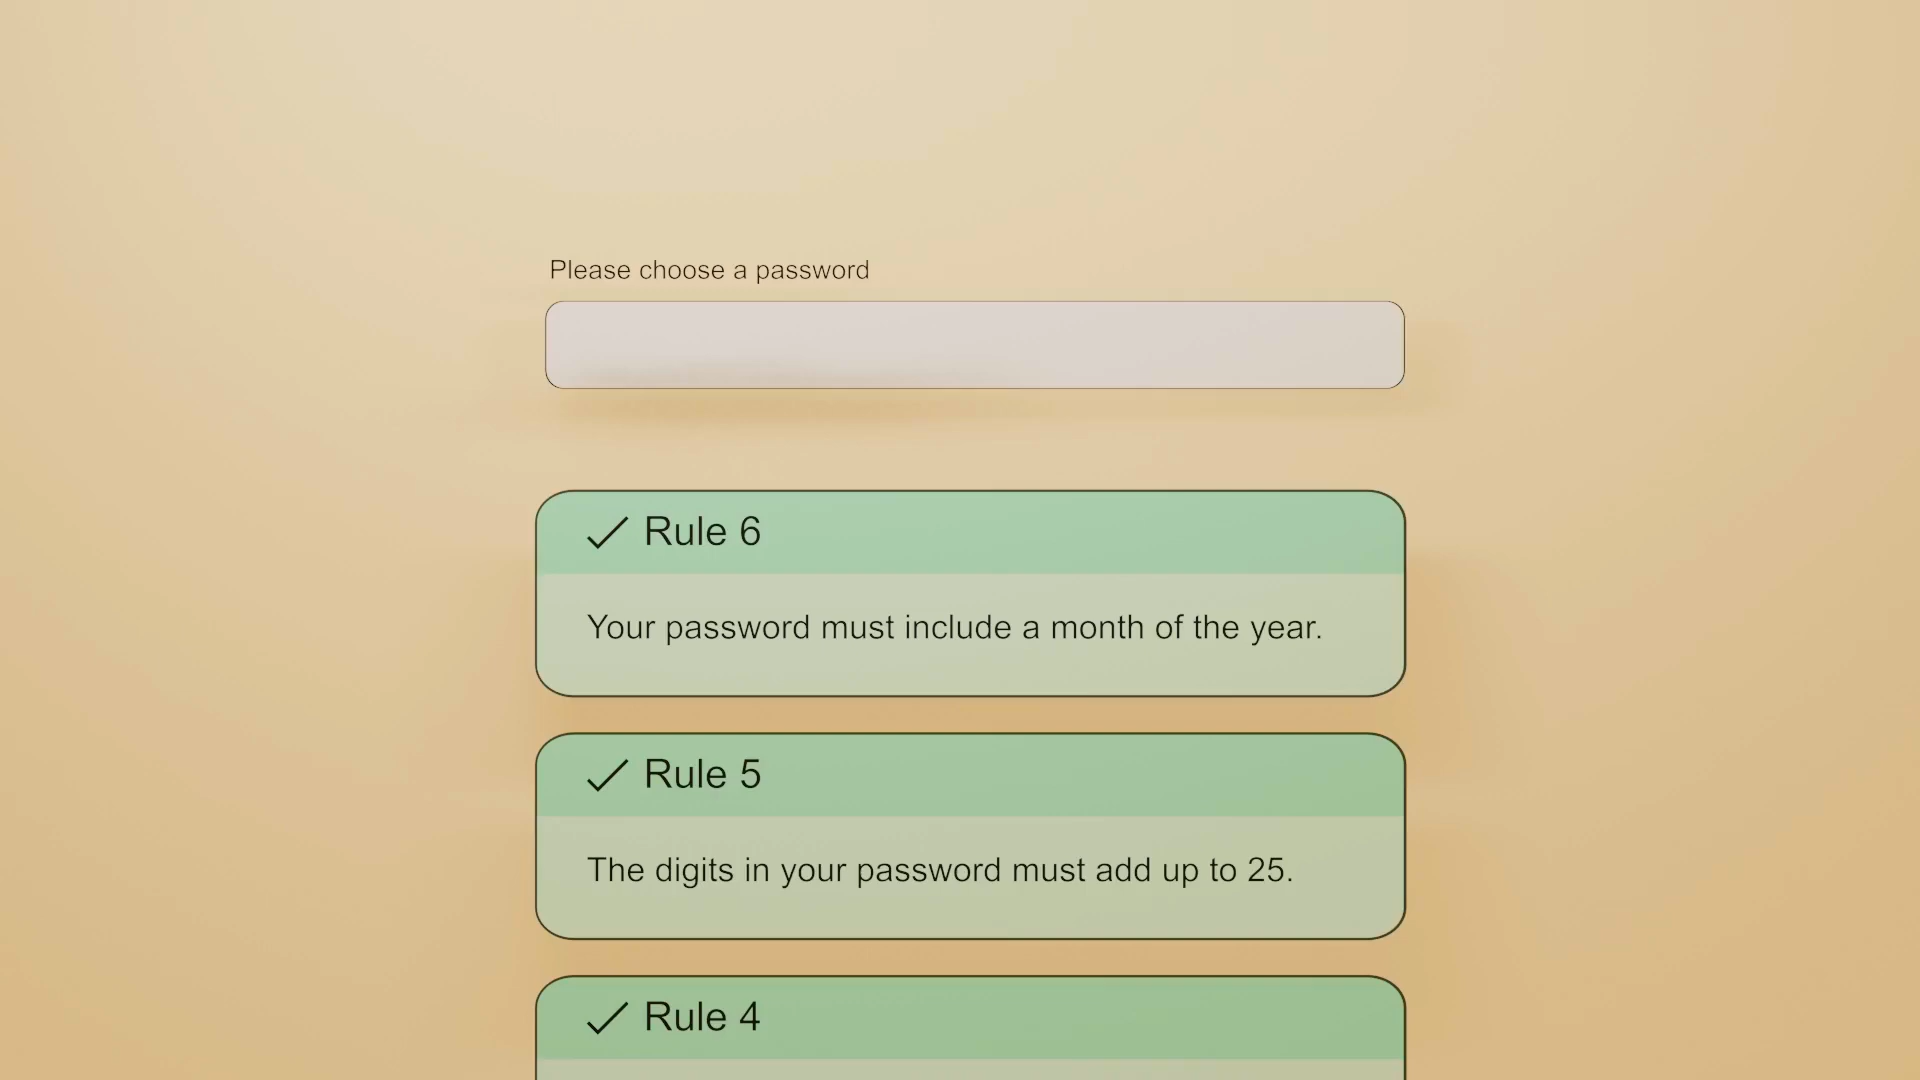 Please choose a password
Rule 6
Your password must include a month of the year.
Rule 5
The digits in your password must add up to 25.
Rule 4